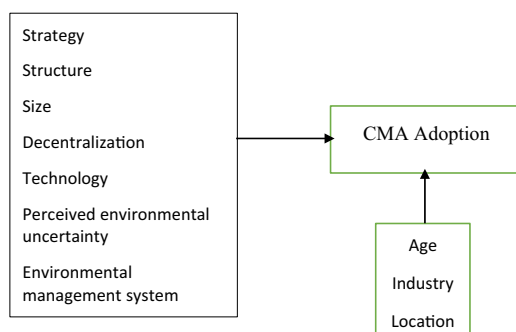 Strategy
Structure
Size
Decentralization
Technology
Perceived environmental
uncertainty
Environmental
management system
CMA Adoption
Age
Industry
Location